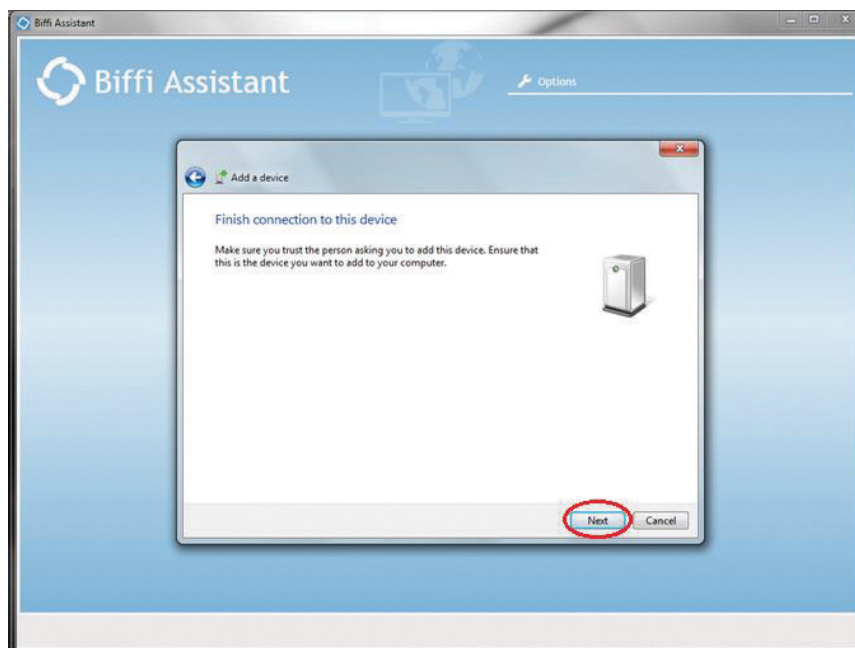 Biffi Assistant
Biffi Assistant
Options
Add a device
Finish connection to this device
Make sure you trust the person asking you to add this device. Ensure that
this is the device you want to add to your computer.
Next Cancel